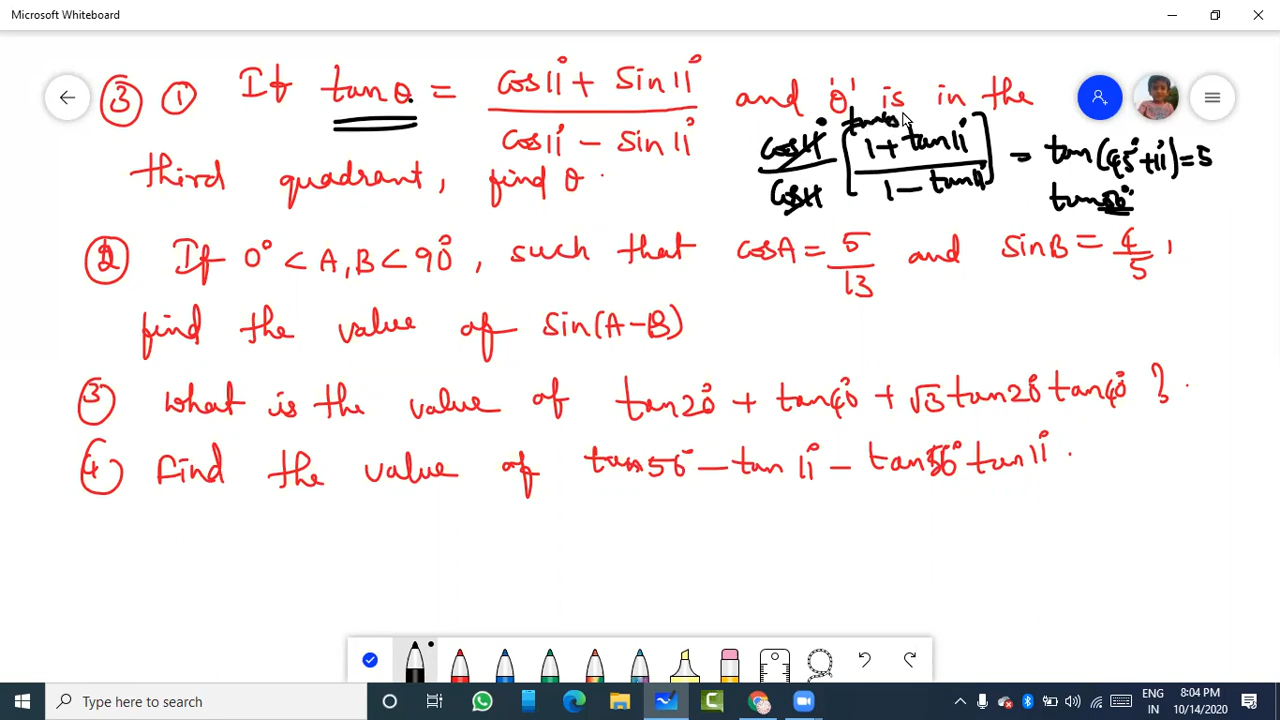 Microsoft Whiteboard
③ ① If tanθ = cos11° + sin11° / cos11° − sin11° and 'θ' is in the
third quadrant, find θ.
cos11° / cos11 [1 + tan11° / 1 − tan11] = tan(45°+11°) = 5
tan56°
② If 0° < A, B < 90°, such that cosA = 5/13 and sinB = 4/5,
find the value of sin(A−B)
③ What is the value of tan20° + tan40° + √3 tan20° tan40° ?
④ Find the value of tan56° − tan11° − tan56° tan11°.
Type here to search
ENG
IN
8:04 PM
10/14/2020